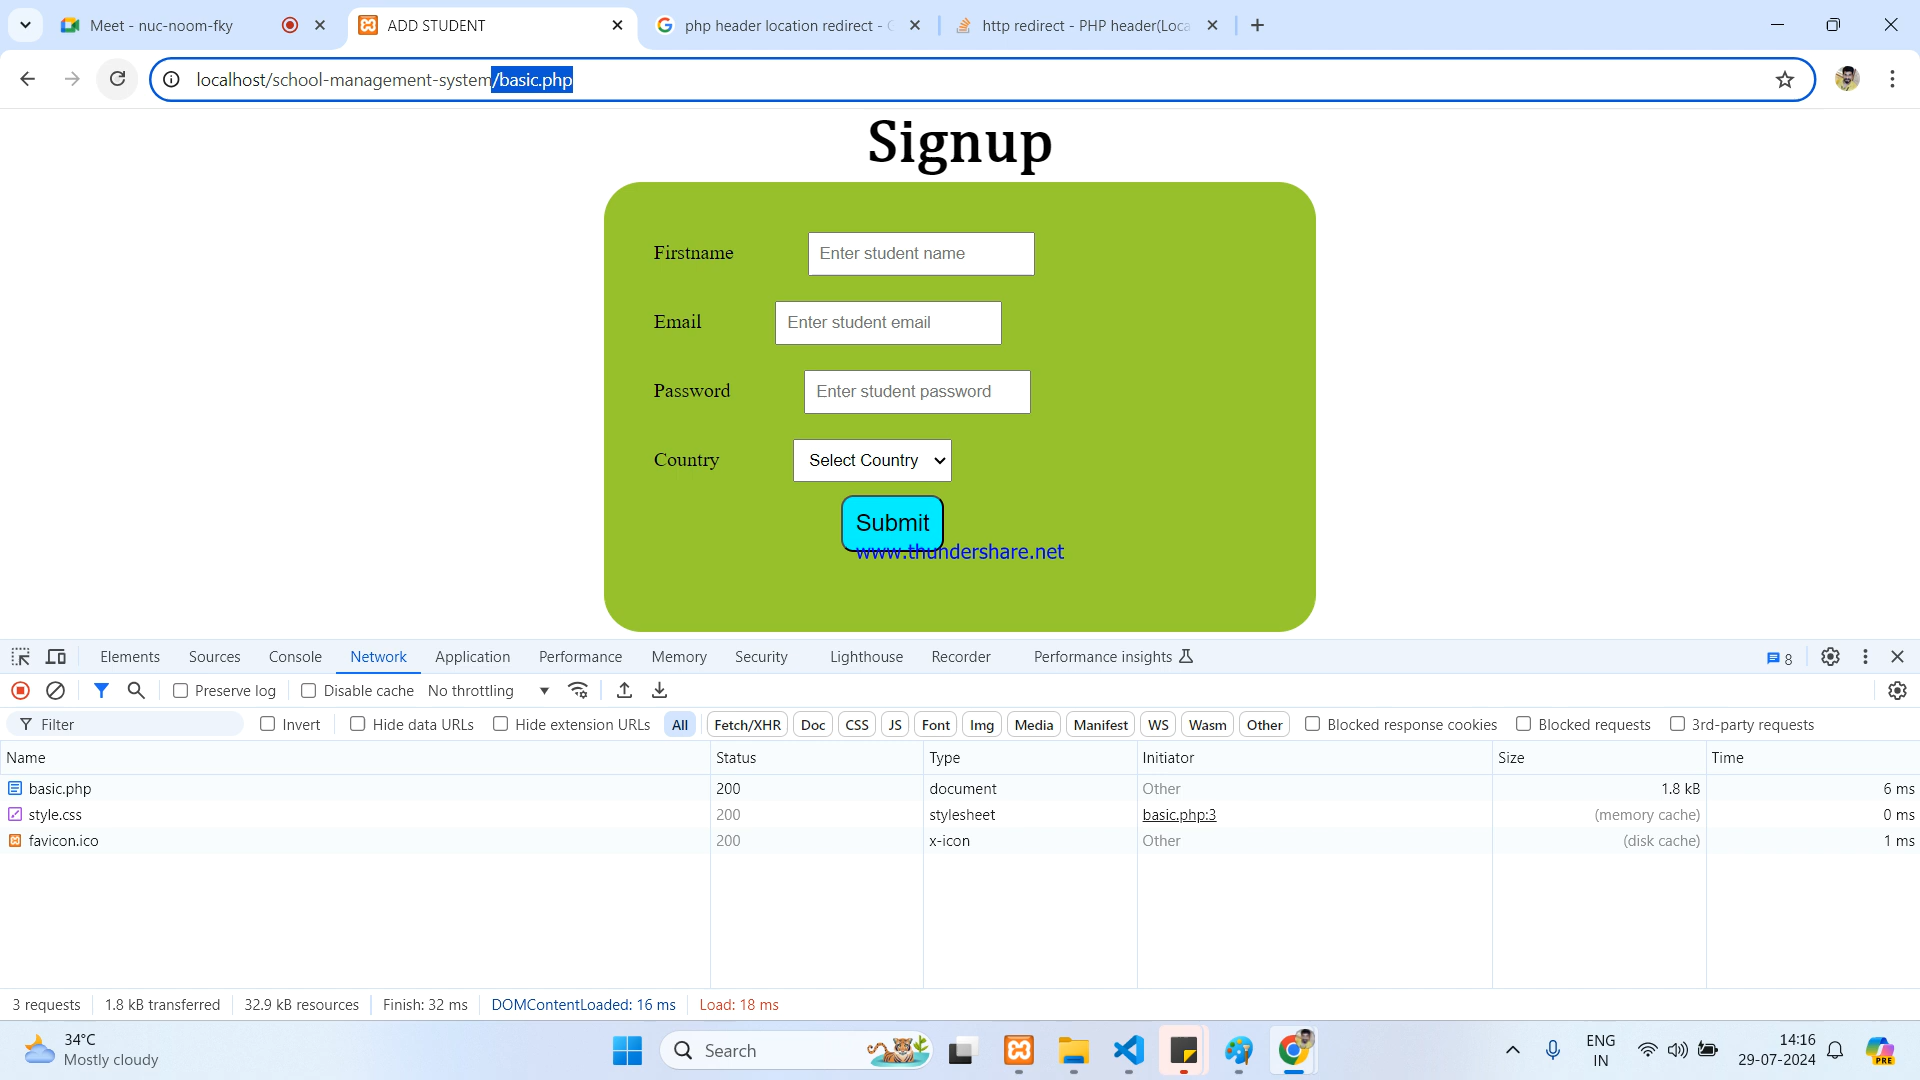 Meet - nuc-noom-fky
ADD STUDENT
php header location redirect -
http redirect - PHP header(Loca
localhost/school-management-system/basic.php
Signup
Firstname
Enter student name
Email
Enter student email
Password
Enter student password
Country
Select Country
Submit
www.thundershare.net
Elements Sources Console Network Application Performance Memory Security Lighthouse Recorder Performance insights 8
Preserve log Disable cache No throttling
Filter Invert Hide data URLs Hide extension URLs All Fetch/XHR Doc CSS JS Font Img Media Manifest WS Wasm Other Blocked response cookies Blocked requests 3rd-party requests
Name Status Type Initiator Size Time
basic.php 200 document Other 1.8 kB 6 ms
style.css 200 stylesheet basic.php:3 (memory cache) 0 ms
favicon.ico 200 x-icon Other (disk cache) 1 ms
3 requests 1.8 kB transferred 32.9 kB resources Finish: 32 ms DOMContentLoaded: 16 ms Load: 18 ms
34°C
Mostly cloudy
Search
ENG
IN
14:16
29-07-2024
PRE